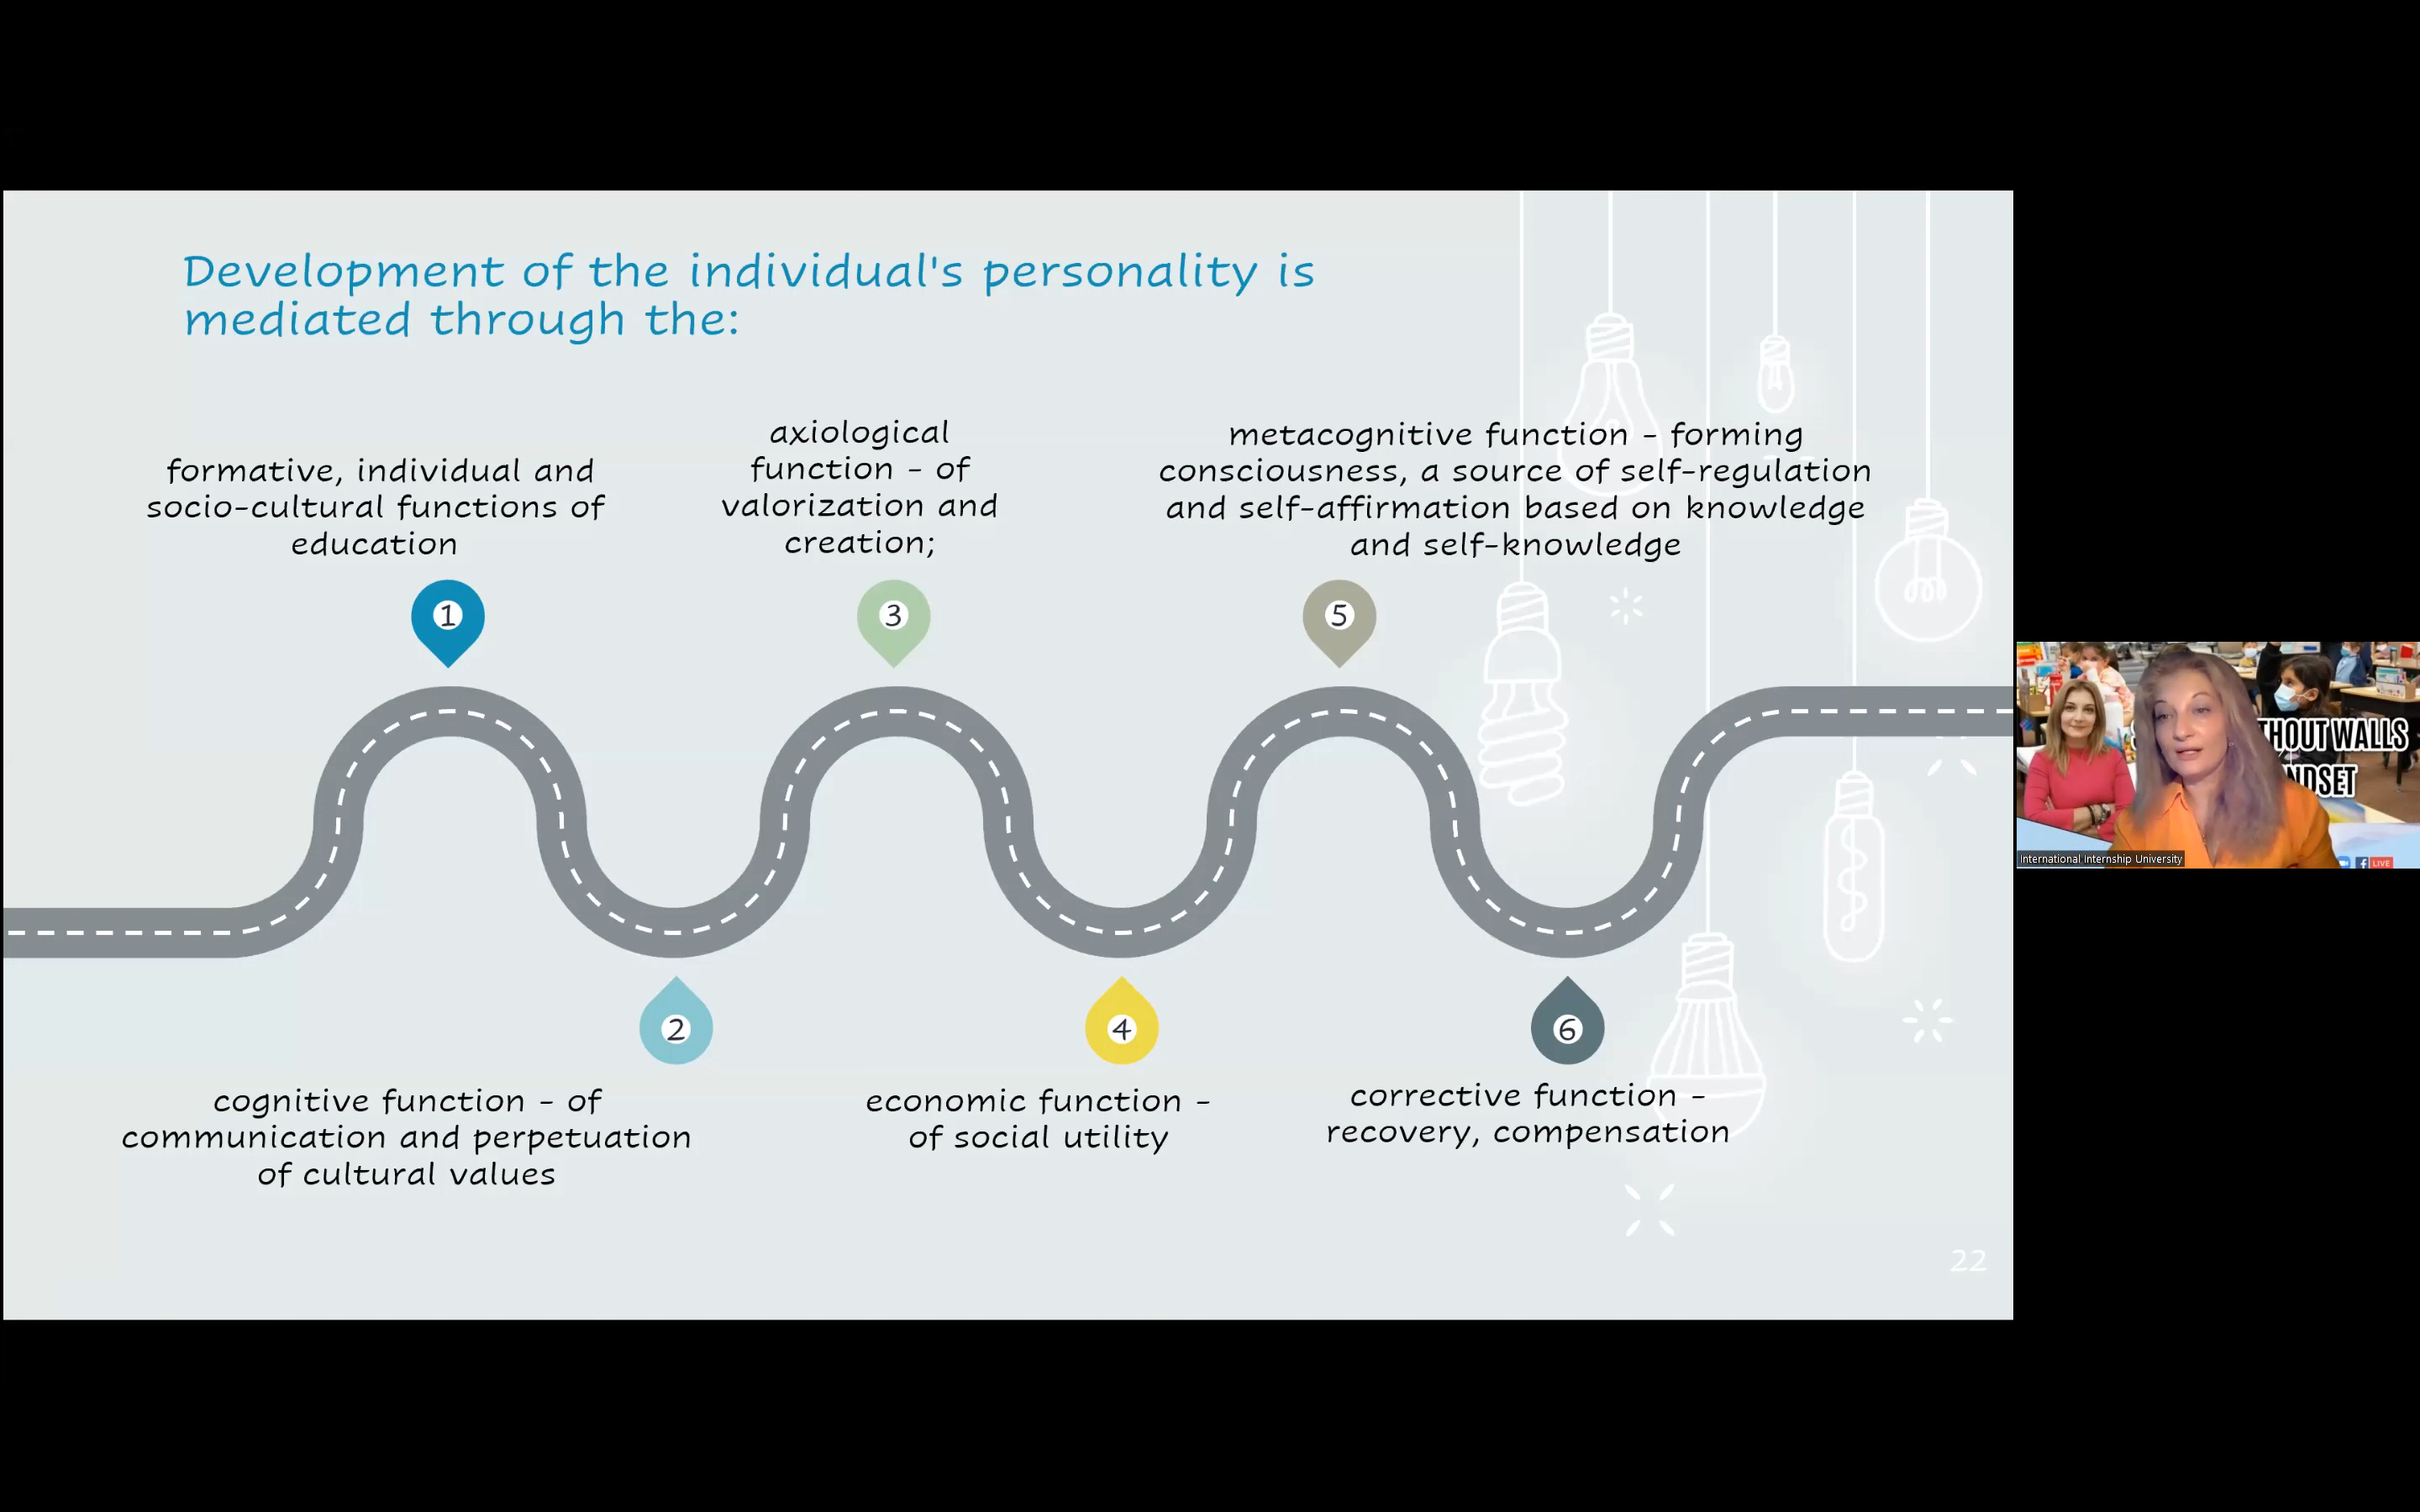 Development of the individual's personality is
mediated through the:
formative, individual and
socio-cultural functions of
education
axiological
function - of
valorization and
creation;
metacognitive function - forming
consciousness, a source of self-regulation
and self-affirmation based on knowledge
and self-knowledge
1
3
5
2
4
6
cognitive function - of
communication and perpetuation
of cultural values
economic function -
of social utility
corrective function -
recovery, compensation
22
THOUT WALLS
NDSET
International Internship University
f LIVE